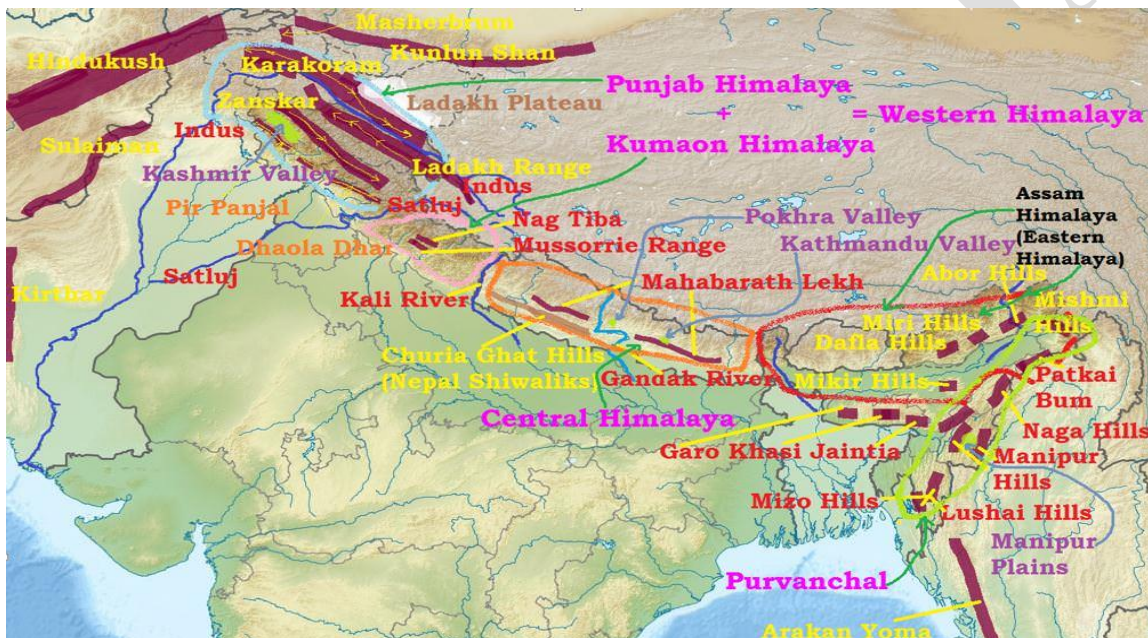 Masherbrum
Hindukush
Kunlun Shan
Karakoram
Punjab Himalaya
Zanskar
Ladakh Plateau
+
= Western Himalaya
Indus
Sulaiman
Kumaon Himalaya
Kashmir Valley
Ladakh Range
Indus
Pir Panjal
Satluj
Nag Tiba
Pokhra Valley
Assam
Himalaya
(Eastern
Himalaya)
Dhaola Dhar
Mussorrie Range
Kathmandu Valley
Satluj
Kali River
Mahabarath Lekh
Abor Hills
Kirthar
Mishmi
Hills
Miri Hills
Dafla Hills
Churia Ghat Hills
(Nepal Shiwaliks)
Gandak River
Mikir Hills
Patkai
Bum
Central Himalaya
Naga Hills
Garo Khasi Jaintia
Manipur
Hills
Mizo Hills
Lushai Hills
Manipur
Plains
Purvanchal
Arakan Yoma